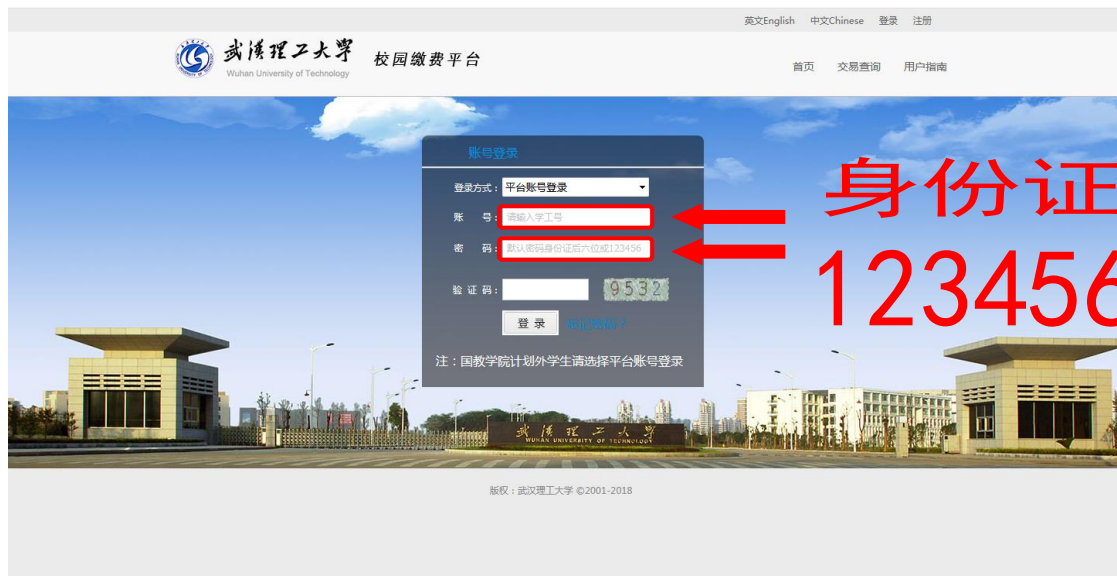 英文English 中文Chinese 登录 注册
武汉理工大学
Wuhan University of Technology
校园缴费平台
首页 交易查询 用户指南
账号登录
登录方式： 平台账号登录
账 号： 请输入学工号
密 码： 默认密码身份证后六位或123456
验 证 码： 9532
登 录 忘记密码？
注：国教学院计划外学生请选择平台账号登录
身份证
123456
武汉理工大学
WUHAN UNIVERSITY OF TECHNOLOGY
版权：武汉理工大学 ©2001-2018